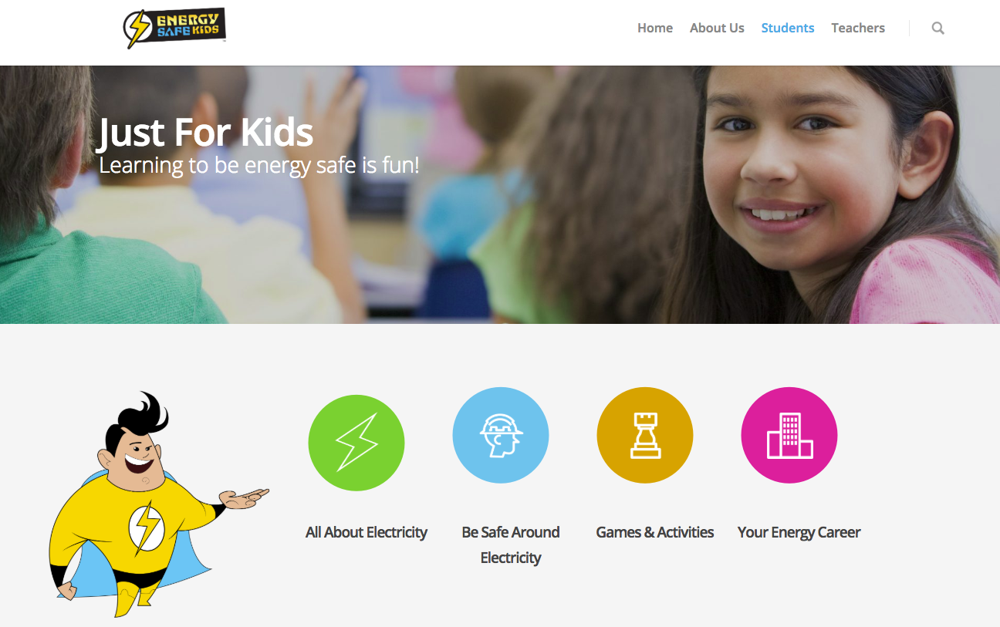 ENERGY
SAFE KIDS
Home About Us Students Teachers
Just For Kids
Learning to be energy safe is fun!
All About Electricity
Be Safe Around
Electricity
Games & Activities
Your Energy Career